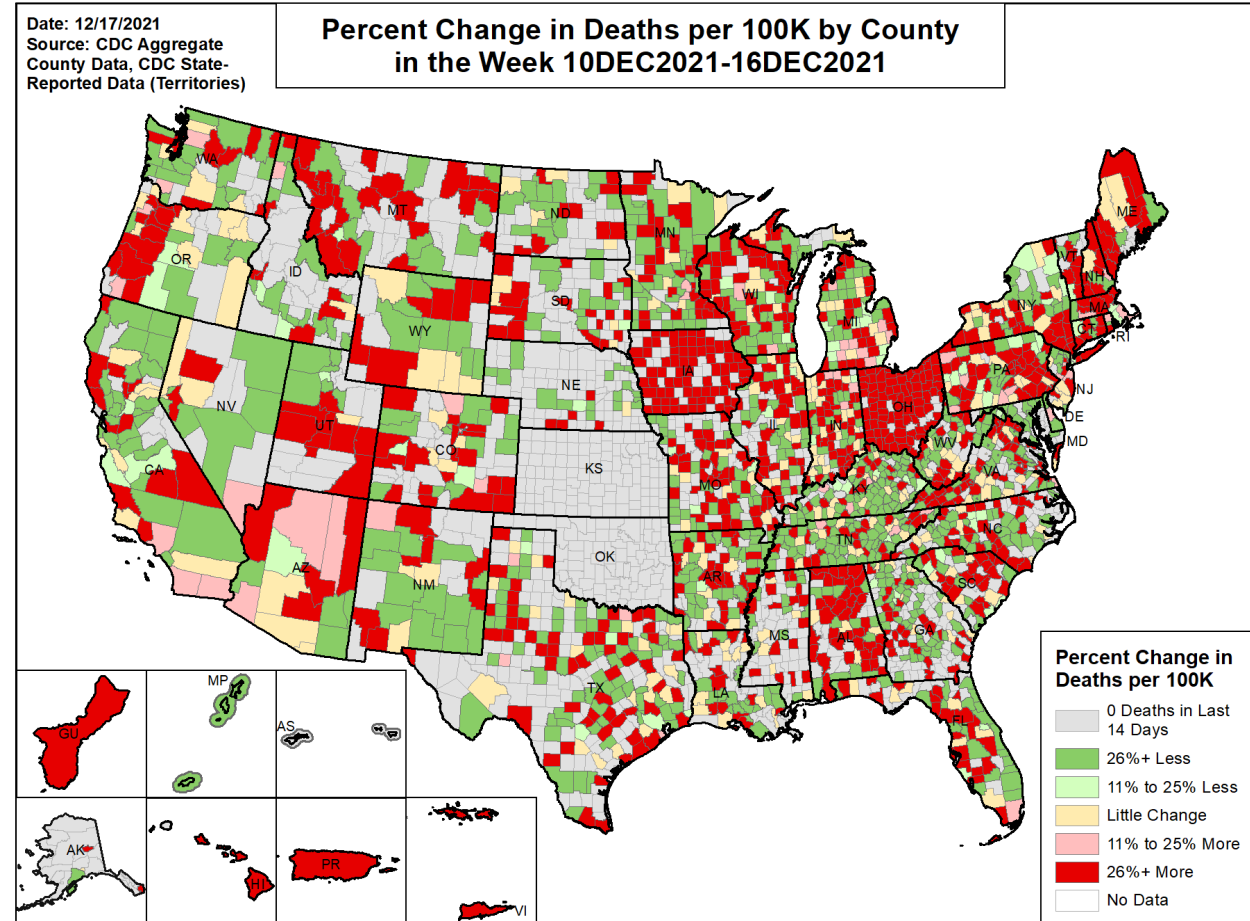 Date: 12/17/2021
Source: CDC Aggregate
County Data, CDC State-
Reported Data (Territories)
Percent Change in Deaths per 100K by County
in the Week 10DEC2021-16DEC2021
WA
MT
ND
MN
ME
OR
ID
SD
WI
MI
VT
NH
NY
MA
CT
RI
WY
IA
PA
NJ
NE
NV
UT
CO
IL
IN
OH
DE
MD
WV
VA
CA
KS
MO
KY
NC
TN
AZ
NM
OK
AR
SC
MS
AL
GA
TX
LA
FL
GU
MP
AS
AK
HI
PR
VI
Percent Change in
Deaths per 100K
0 Deaths in Last
14 Days
26%+ Less
11% to 25% Less
Little Change
11% to 25% More
26%+ More
No Data